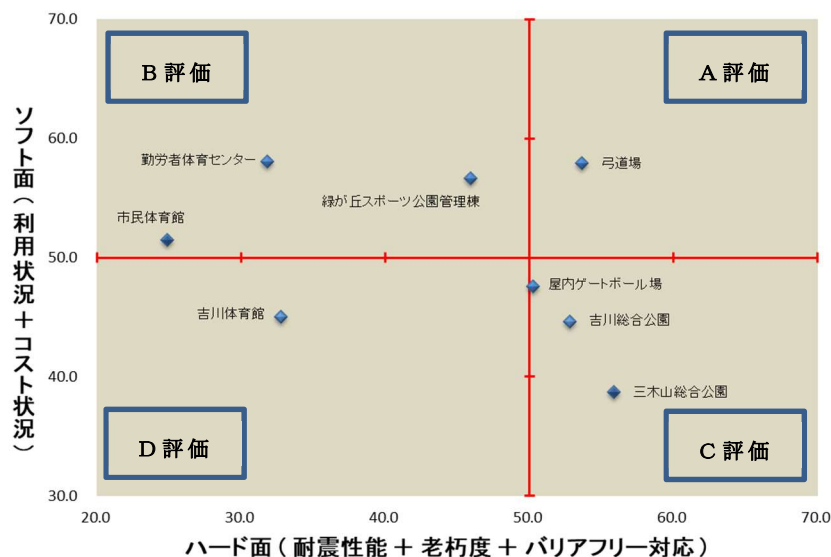 70.0
B 評価
A 評価
60.0
勤労者体育センター
弓道場
緑が丘スポーツ公園管理棟
市民体育館
50.0
屋内ゲートボール場
吉川体育館
吉川総合公園
40.0
三木山総合公園
D 評価
C 評価
30.0
20.0 30.0 40.0 50.0 60.0 70.0
ソフト面(利用状況+コスト状況)
ハード面(耐震性能+老朽度+バリアフリー対応)